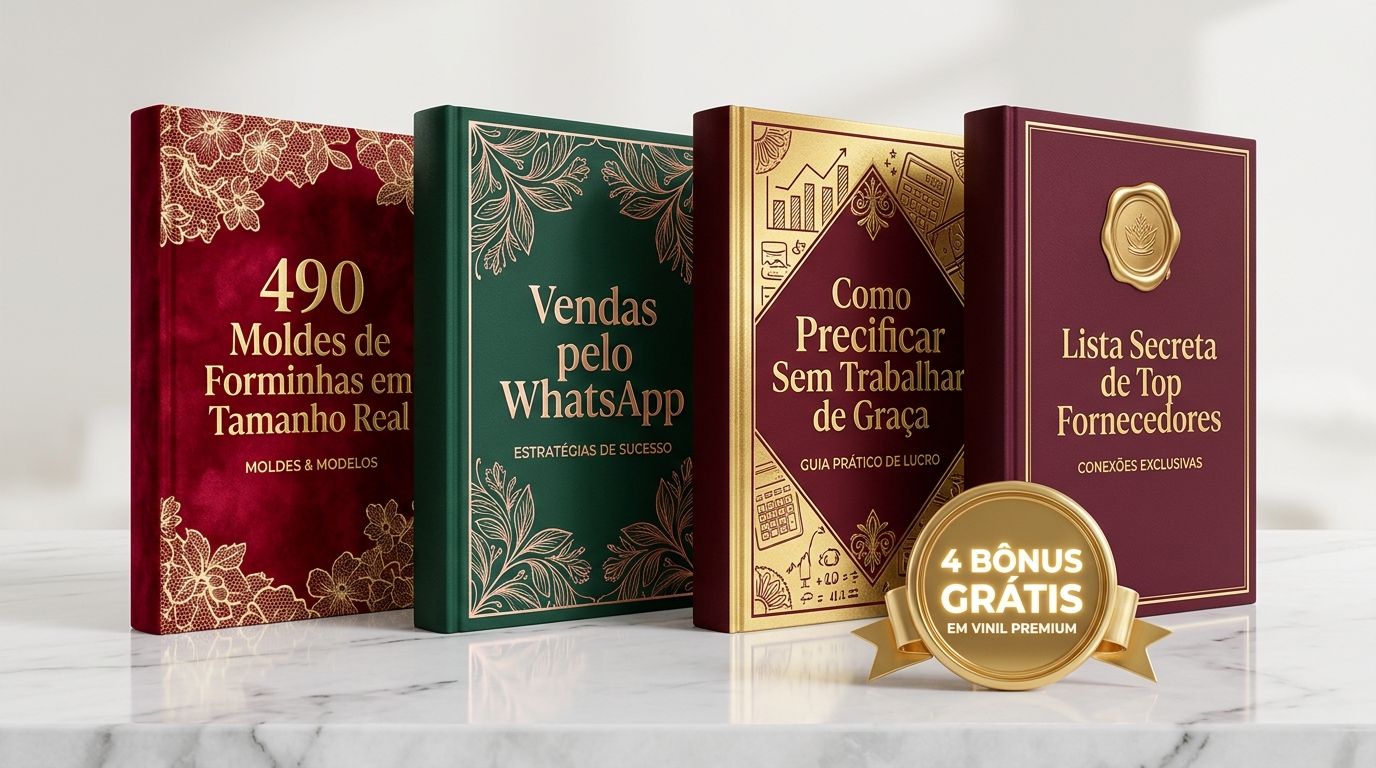 490
Moldes de
Forminhas em
Tamanho Real
MOLDES & MODELOS
Vendas
pelo
WhatsApp
ESTRATÉGIAS DE SUCESSO
Como
Precificar
Sem Trabalhar
de Graça
GUIA PRÁTICO DE LUCRO
Lista Secreta
de Top
Fornecedores
CONEXÕES EXCLUSIVAS
4 BÔNUS
GRÁTIS
EM VINIL PREMIUM